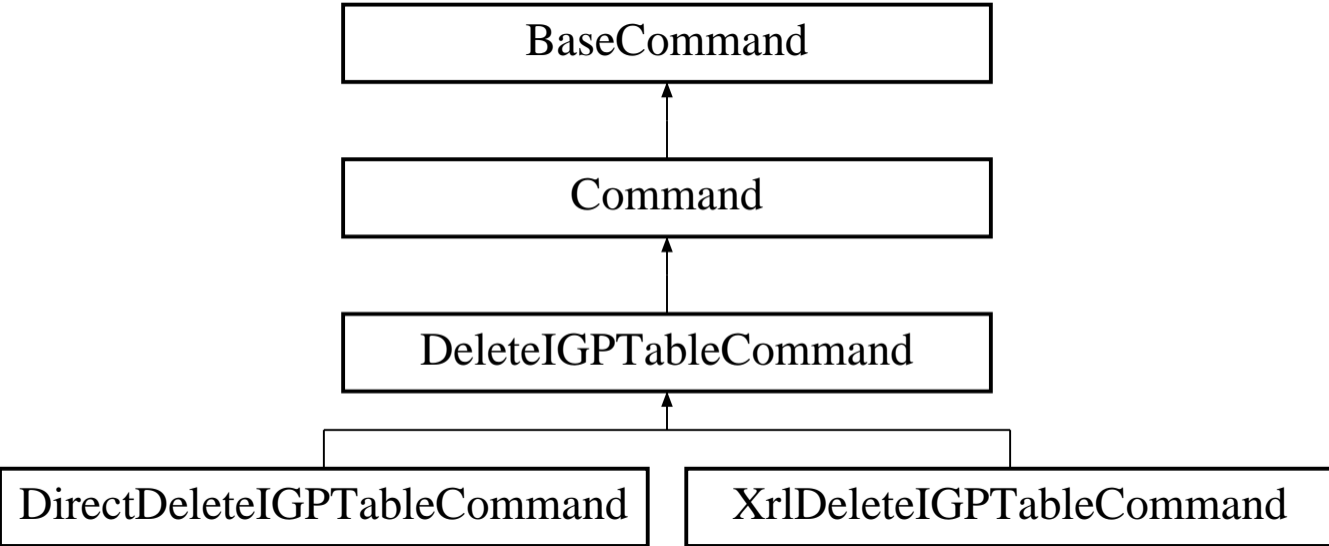 BaseCommand
Command
DeleteIGPTableCommand
DirectDeleteIGPTableCommand
XrlDeleteIGPTableCommand